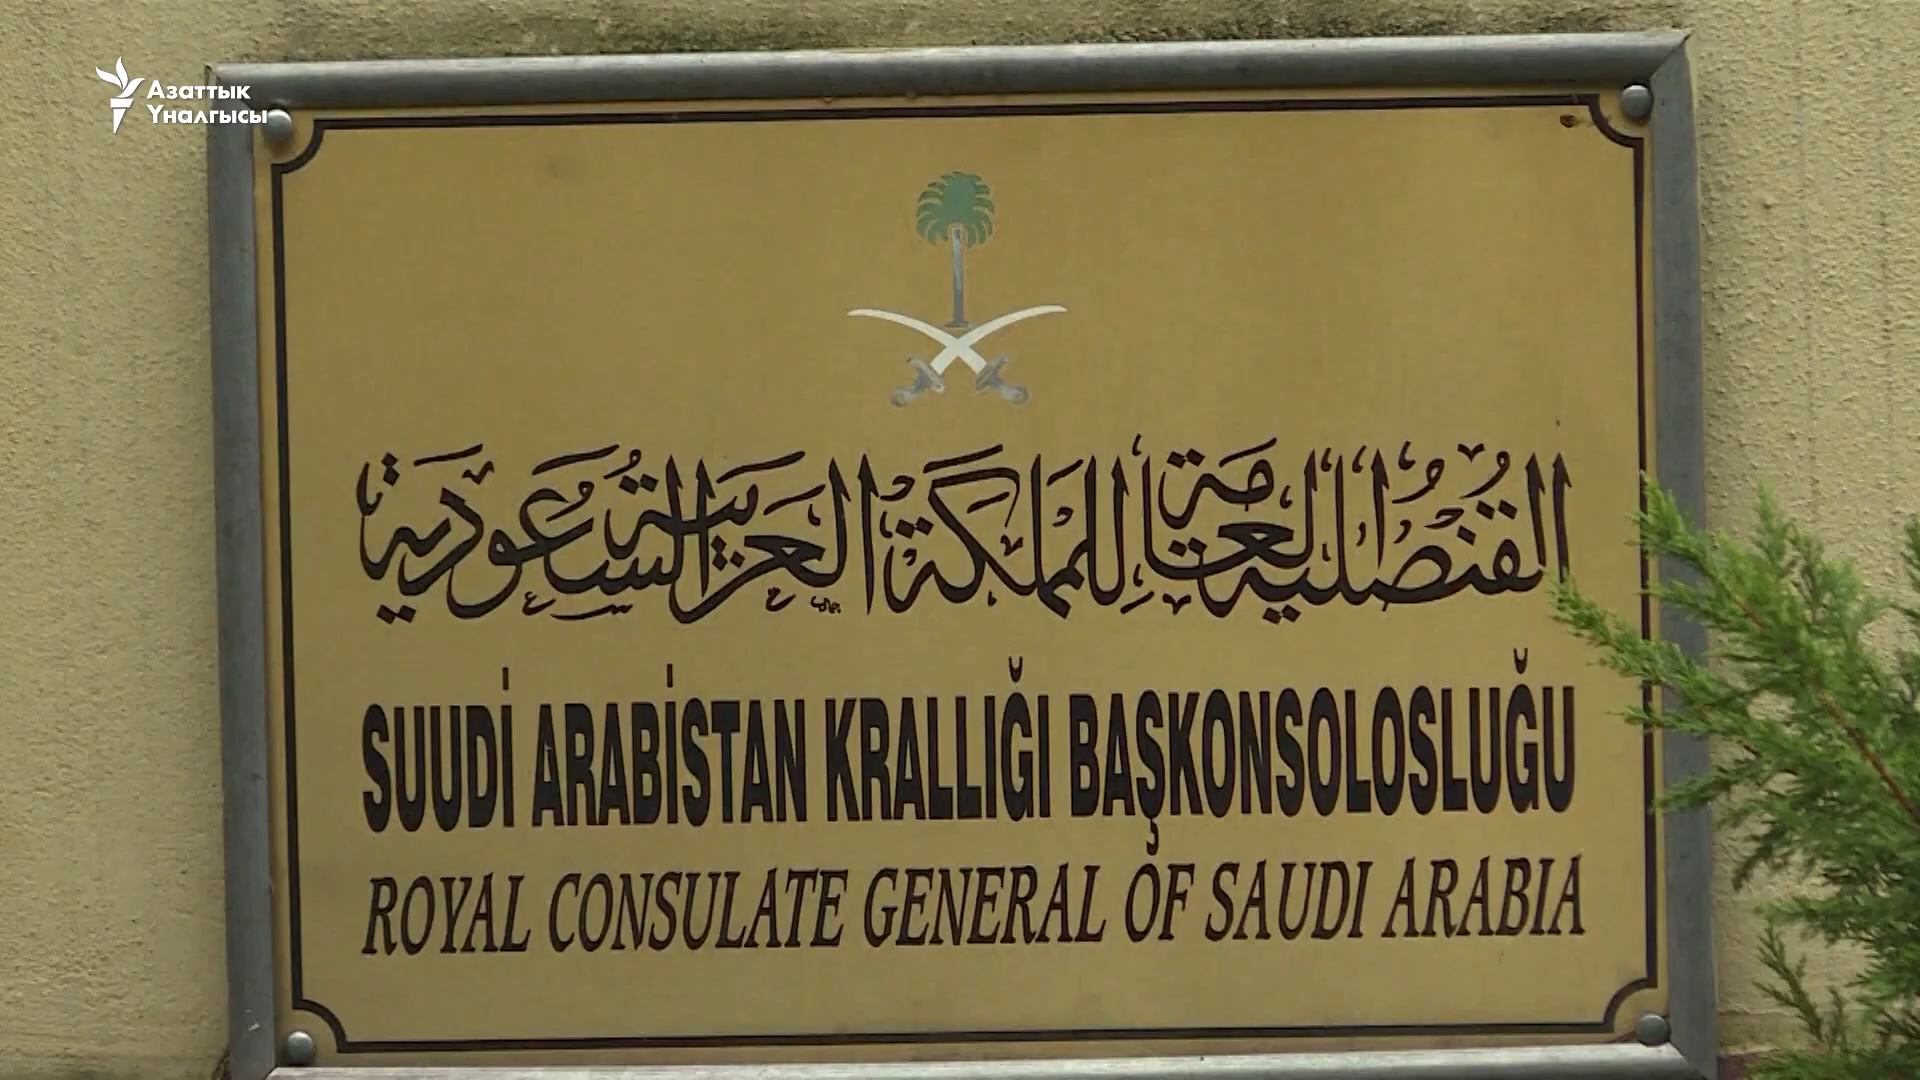 Азаттык
Үналгысы
القنصلية العامة للمملكة العربية السعودية
SUUDİ ARABİSTAN KRALLIĞI BAŞKONSOLOSLUĞU
ROYAL CONSULATE GENERAL OF SAUDI ARABIA